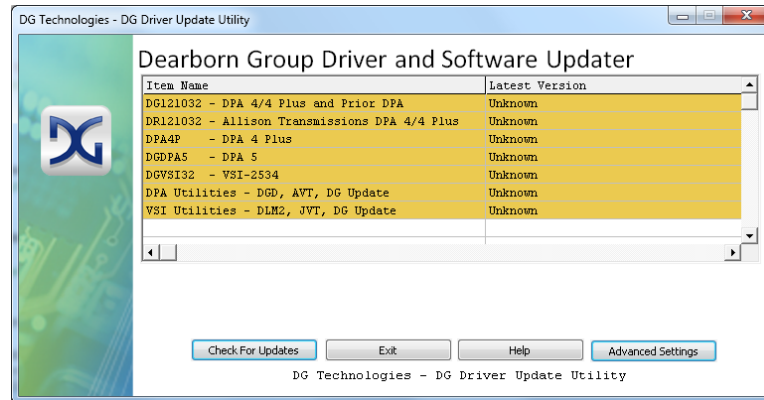 DG Technologies - DG Driver Update Utility
Dearborn Group Driver and Software Updater
Item Name Latest Version
DG121032 - DPA 4/4 Plus and Prior DPA Unknown
DR121032 - Allison Transmissions DPA 4/4 Plus Unknown
DPA4P - DPA 4 Plus Unknown
DGDPA5 - DPA 5 Unknown
DGVSI32 - VSI-2534 Unknown
DPA Utilities - DGD, AVT, DG Update Unknown
VSI Utilities - DLM2, JVT, DG Update Unknown
Check For Updates Exit Help Advanced Settings
DG Technologies - DG Driver Update Utility